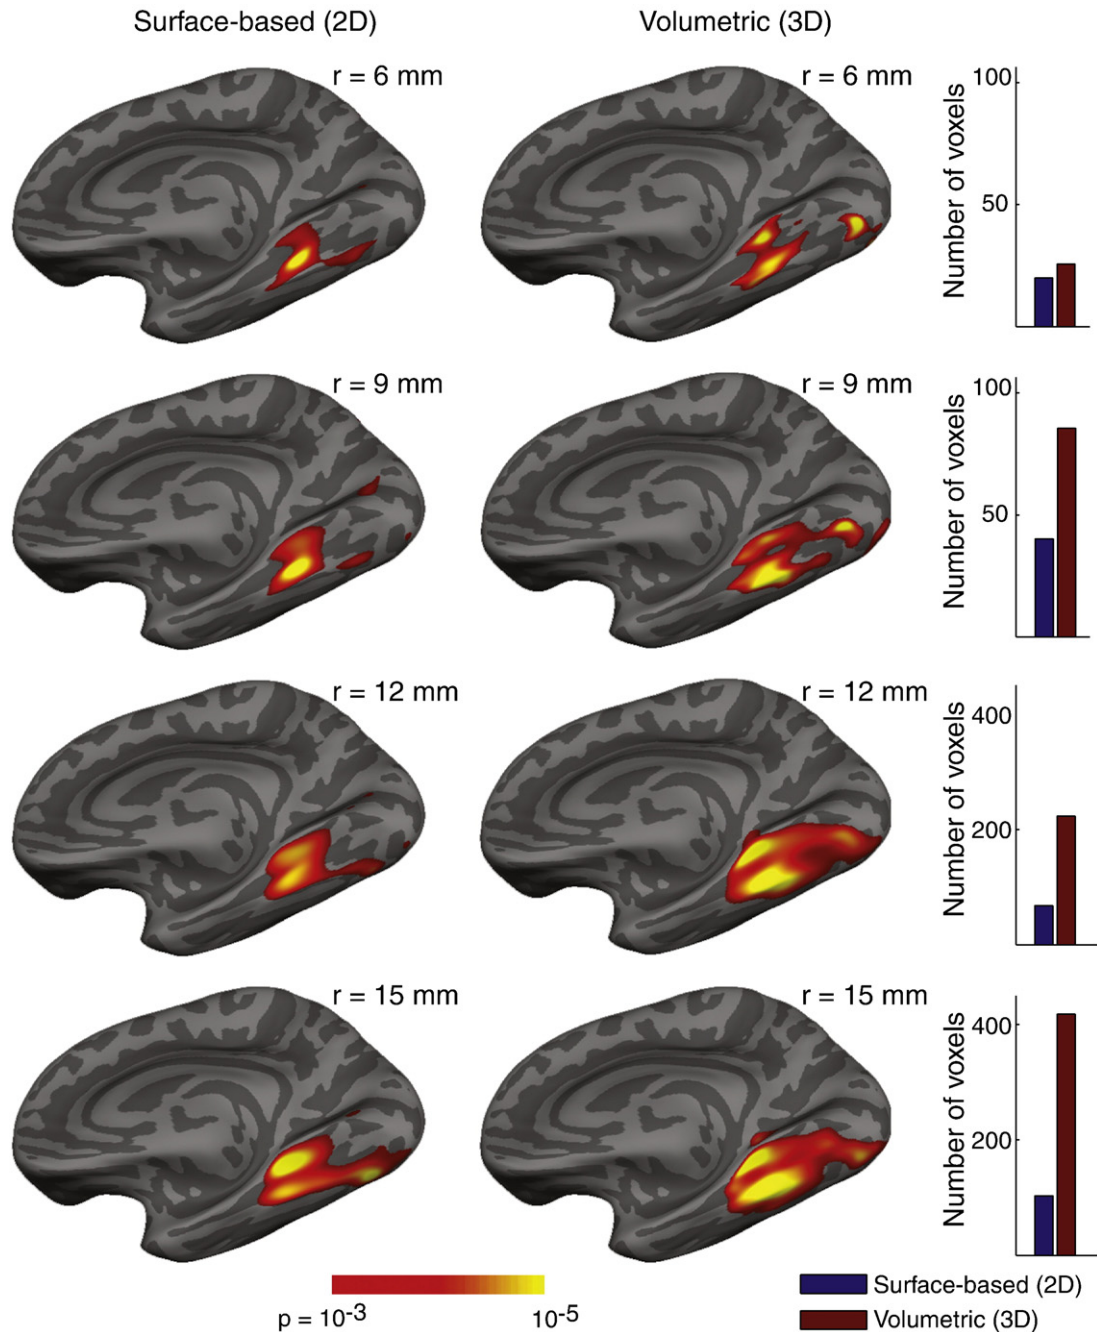 Surface-based (2D)
Volumetric (3D)
r = 6 mm
r = 6 mm
100
50
Number of voxels
r = 9 mm
r = 9 mm
100
50
Number of voxels
r = 12 mm
r = 12 mm
400
200
Number of voxels
r = 15 mm
r = 15 mm
400
200
Number of voxels
p = 10-3
10-5
Surface-based (2D)
Volumetric (3D)